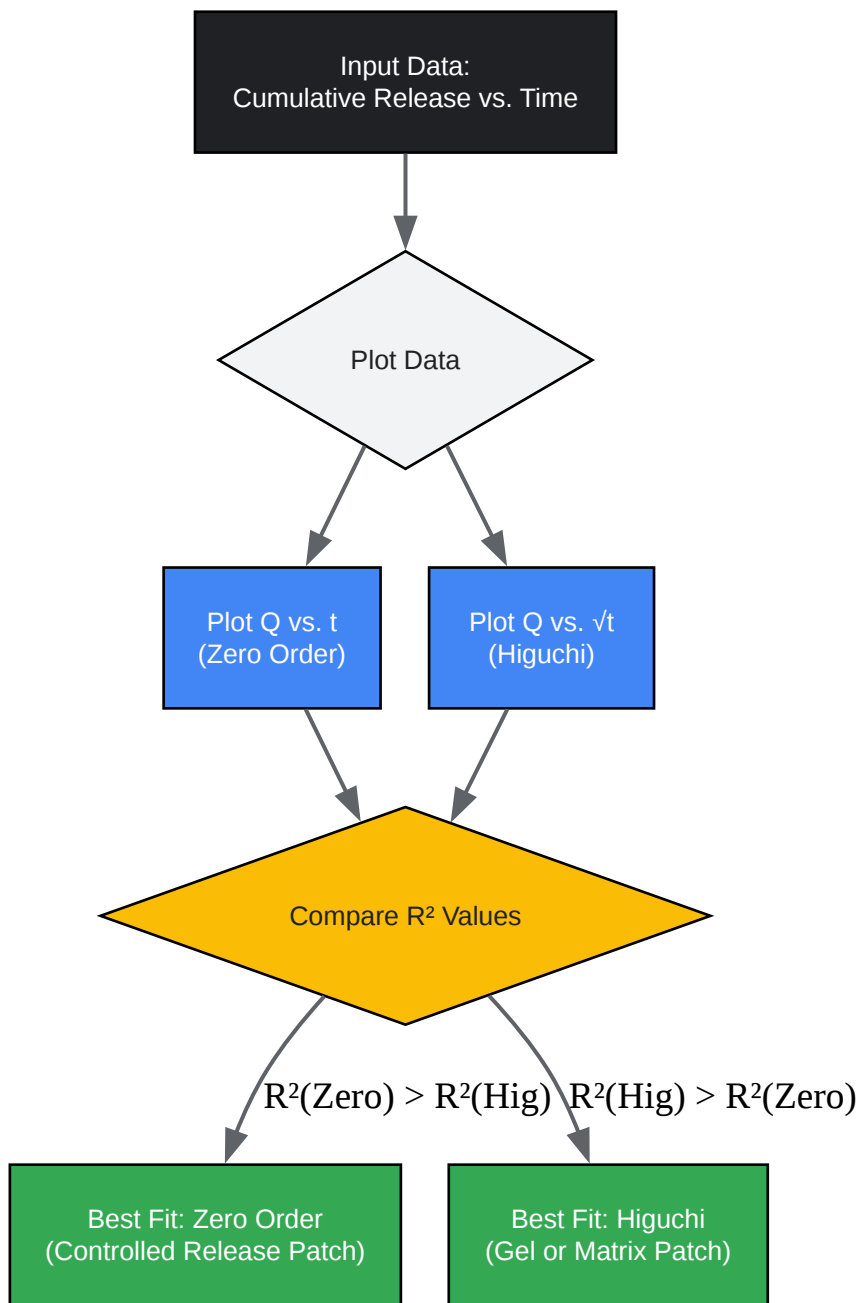 Input Data:
Cumulative Release vs. Time
Plot Data
Plot Q vs. t
(Zero Order)
Plot Q vs. √t
(Higuchi)
Compare R² Values
R²(Zero) > R²(Hig)
R²(Hig) > R²(Zero)
Best Fit: Zero Order
(Controlled Release Patch)
Best Fit: Higuchi
(Gel or Matrix Patch)